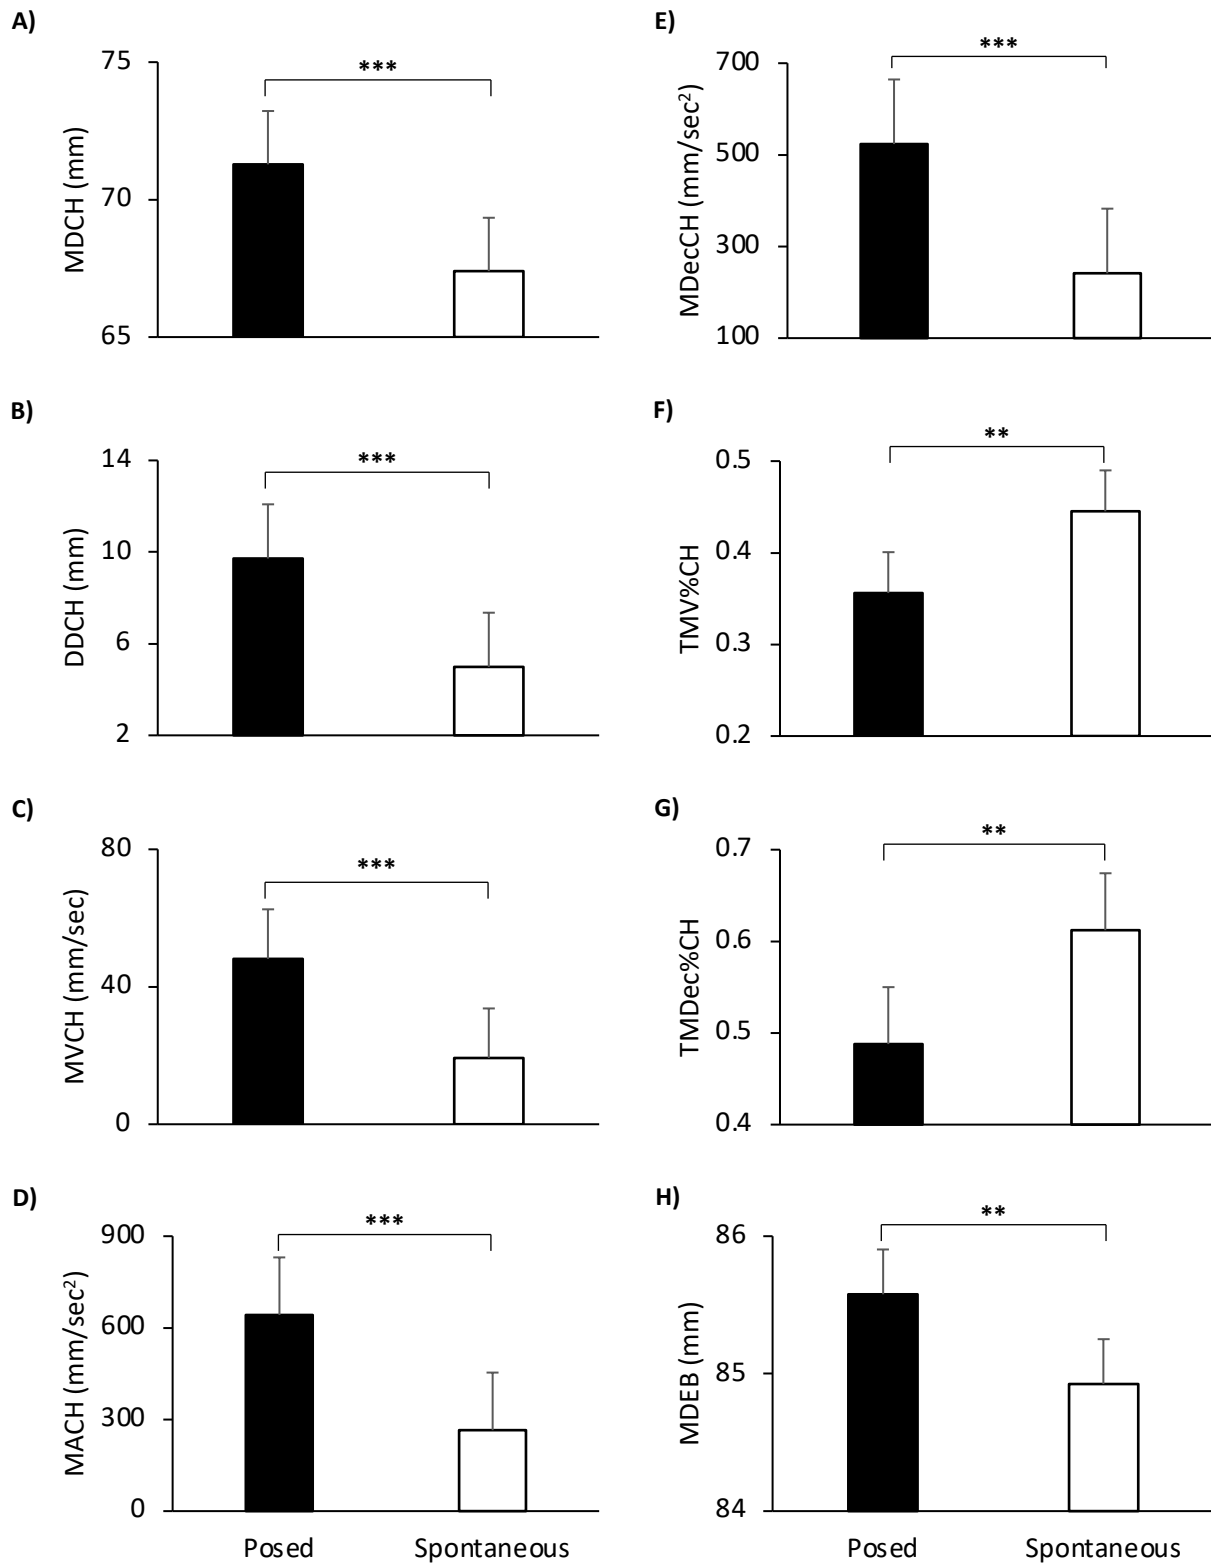 A)
***
75
70
65
MDCH (mm)
B)
***
14
10
6
2
DDCH (mm)
C)
***
80
40
0
MVCH (mm/sec)
D)
***
900
600
300
0
MACH (mm/sec²)
Posed Spontaneous
E)
***
700
500
300
100
MDecCH (mm/sec²)
F)
**
0.5
0.4
0.3
0.2
TMV%CH
G)
**
0.7
0.6
0.5
0.4
TMDec%CH
H)
**
86
85
84
MDEB (mm)
Posed Spontaneous